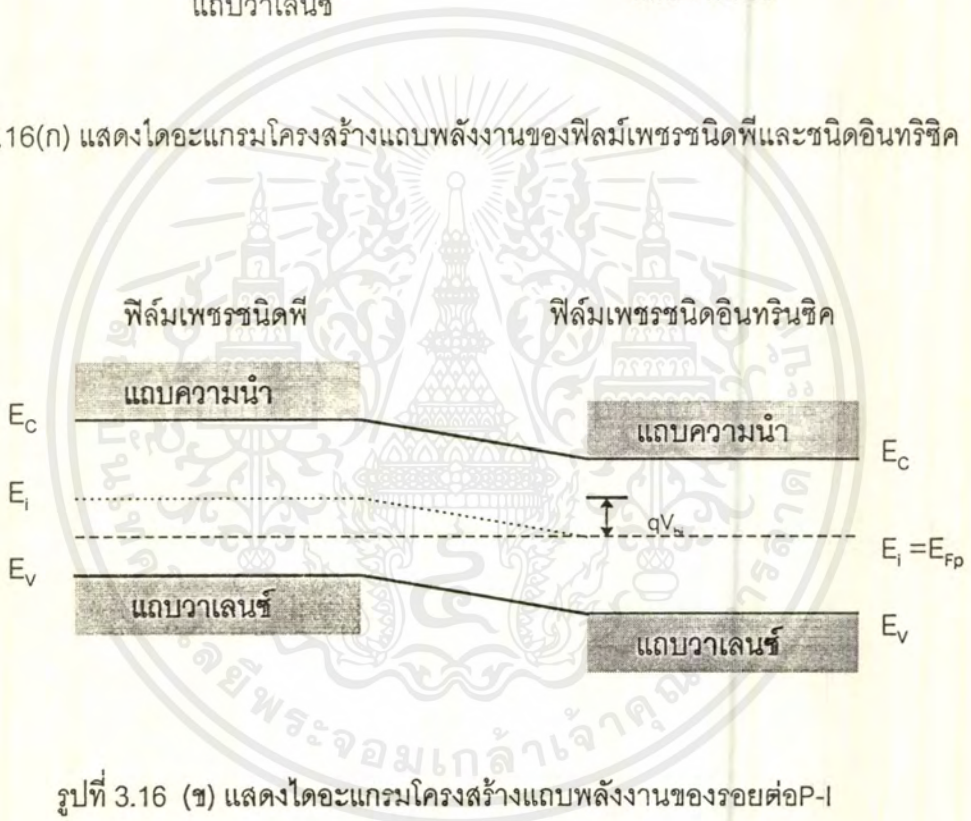 แถบวาเลนซ์
.16(ก) แสดงไดอะแกรมโครงสร้างแถบพลังงานของฟิล์มเพชรชนิดพีและชนิดอินทริซิค
ฟิล์มเพชรชนิดพี ฟิล์มเพชรชนิดอินทรินซิค
แถบความนำ
E_C
แถบความนำ
E_C
E_i
qV
E_i = E_Fp
E_V
แถบวาเลนซ์
E_V
แถบวาเลนซ์
รูปที่ 3.16 (ข) แสดงไดอะแกรมโครงสร้างแถบพลังงานของรอยต่อP-I